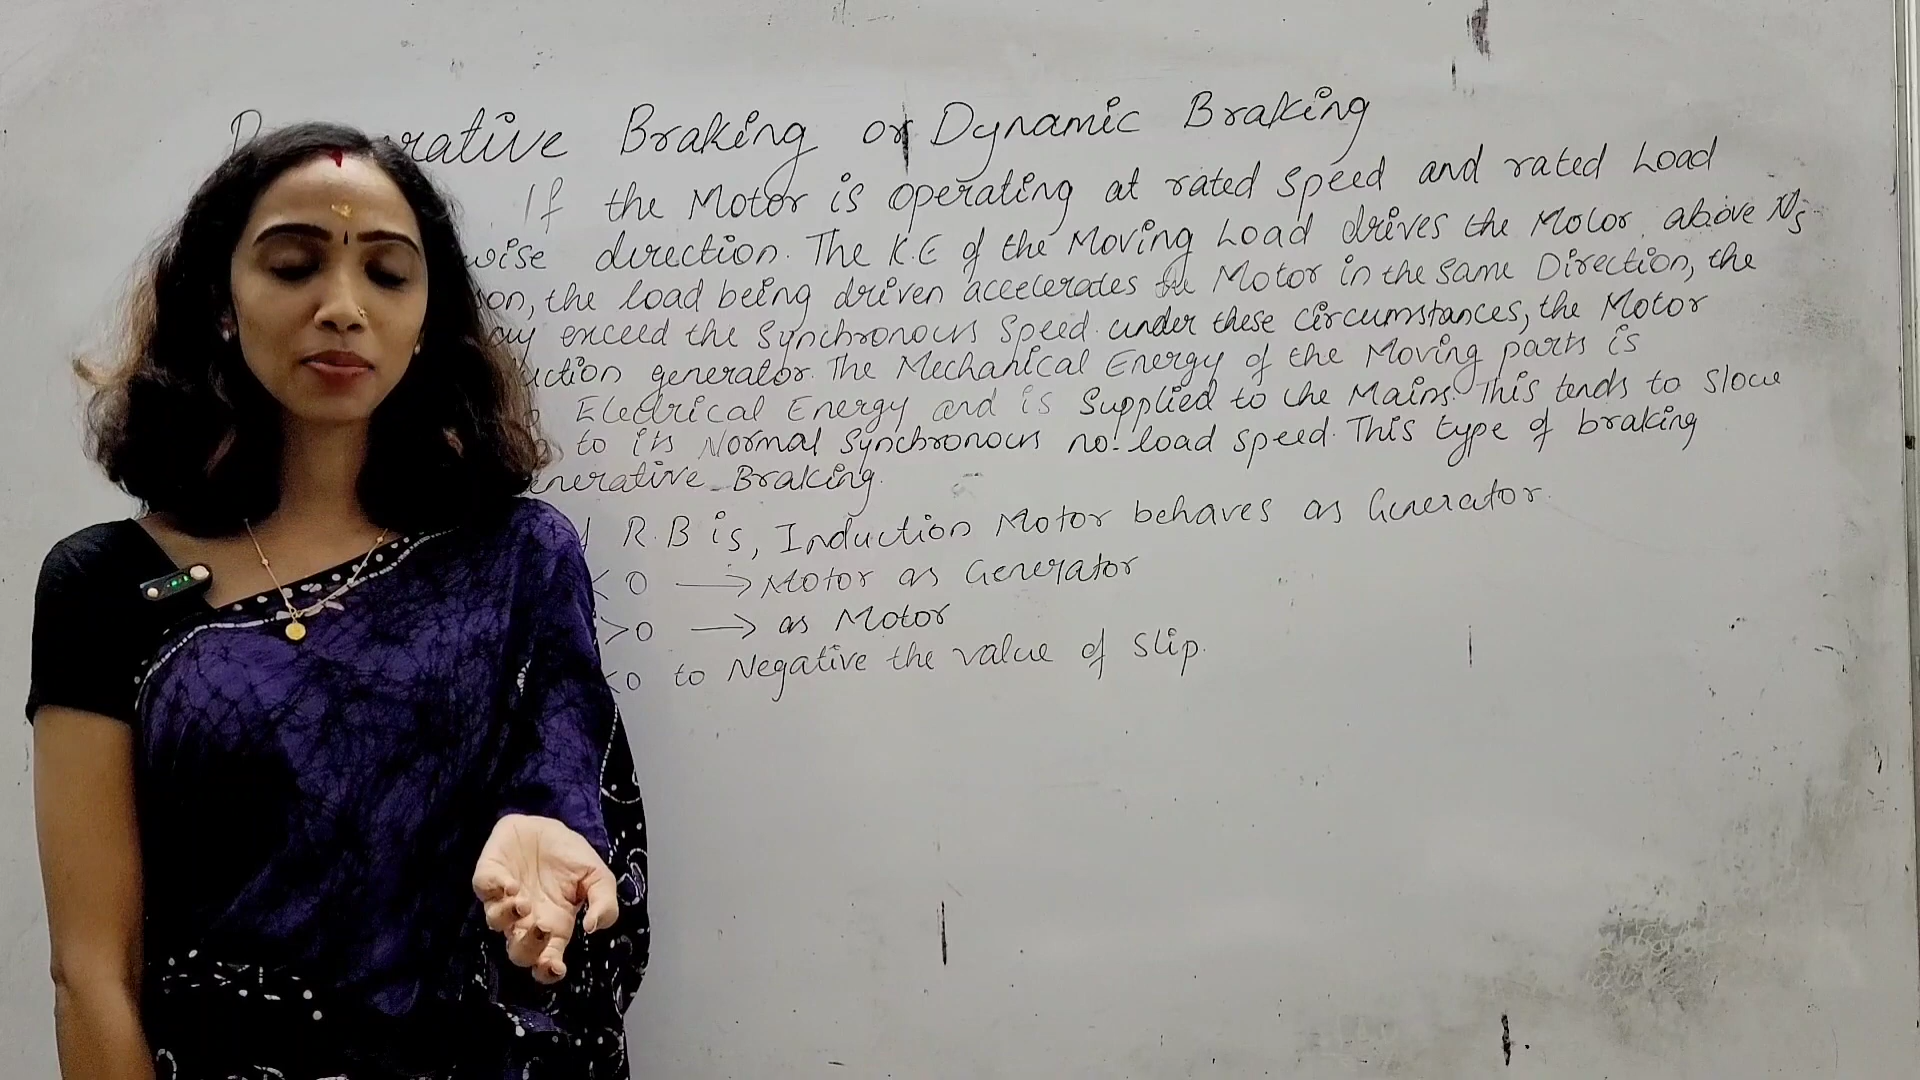 Braking or Dynamic Braking
If the Motor is operating at rated speed and rated Load
direction. The K.E of the Moving Load drives the Motor above Ns
the load being driven accelerates the Motor in the Same Direction, the
exceed the Synchronous Speed. under these circumstances, the Motor
generator. The Mechanical Energy of the Moving parts is
Electrical Energy and is Supplied to the Mains. This tends to slow
to its Normal Synchronous no-load speed. This type of braking
Braking.
R.B is, Induction Motor behaves as Generator.
< 0 → Motor as Generator
>0 → as Motor
<0 to Negative the value of Slip.